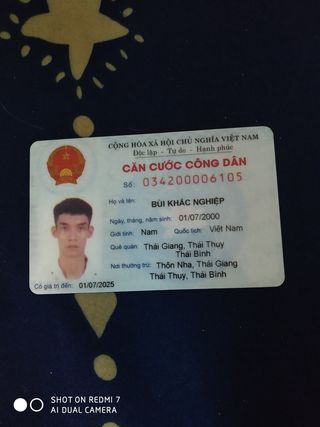 CỘNG HÒA XÃ HỘI CHỦ NGHĨA VIỆT NAM
Độc lập - Tự do - Hạnh phúc
CĂN CƯỚC CÔNG DÂN
Số: 034200006105
Họ và tên:
BÙI KHẮC NGHIỆP
Ngày, tháng, năm sinh: 01/07/2000
Giới tính: Nam Quốc tịch: Việt Nam
Quê quán: Thái Giang, Thái Thụy
Thái Bình
Nơi thường trú: Thôn Nha, Thái Giang
Thái Thụy, Thái Bình
Có giá trị đến: 01/07/2025
SHOT ON REDMI 7
AI DUAL CAMERA